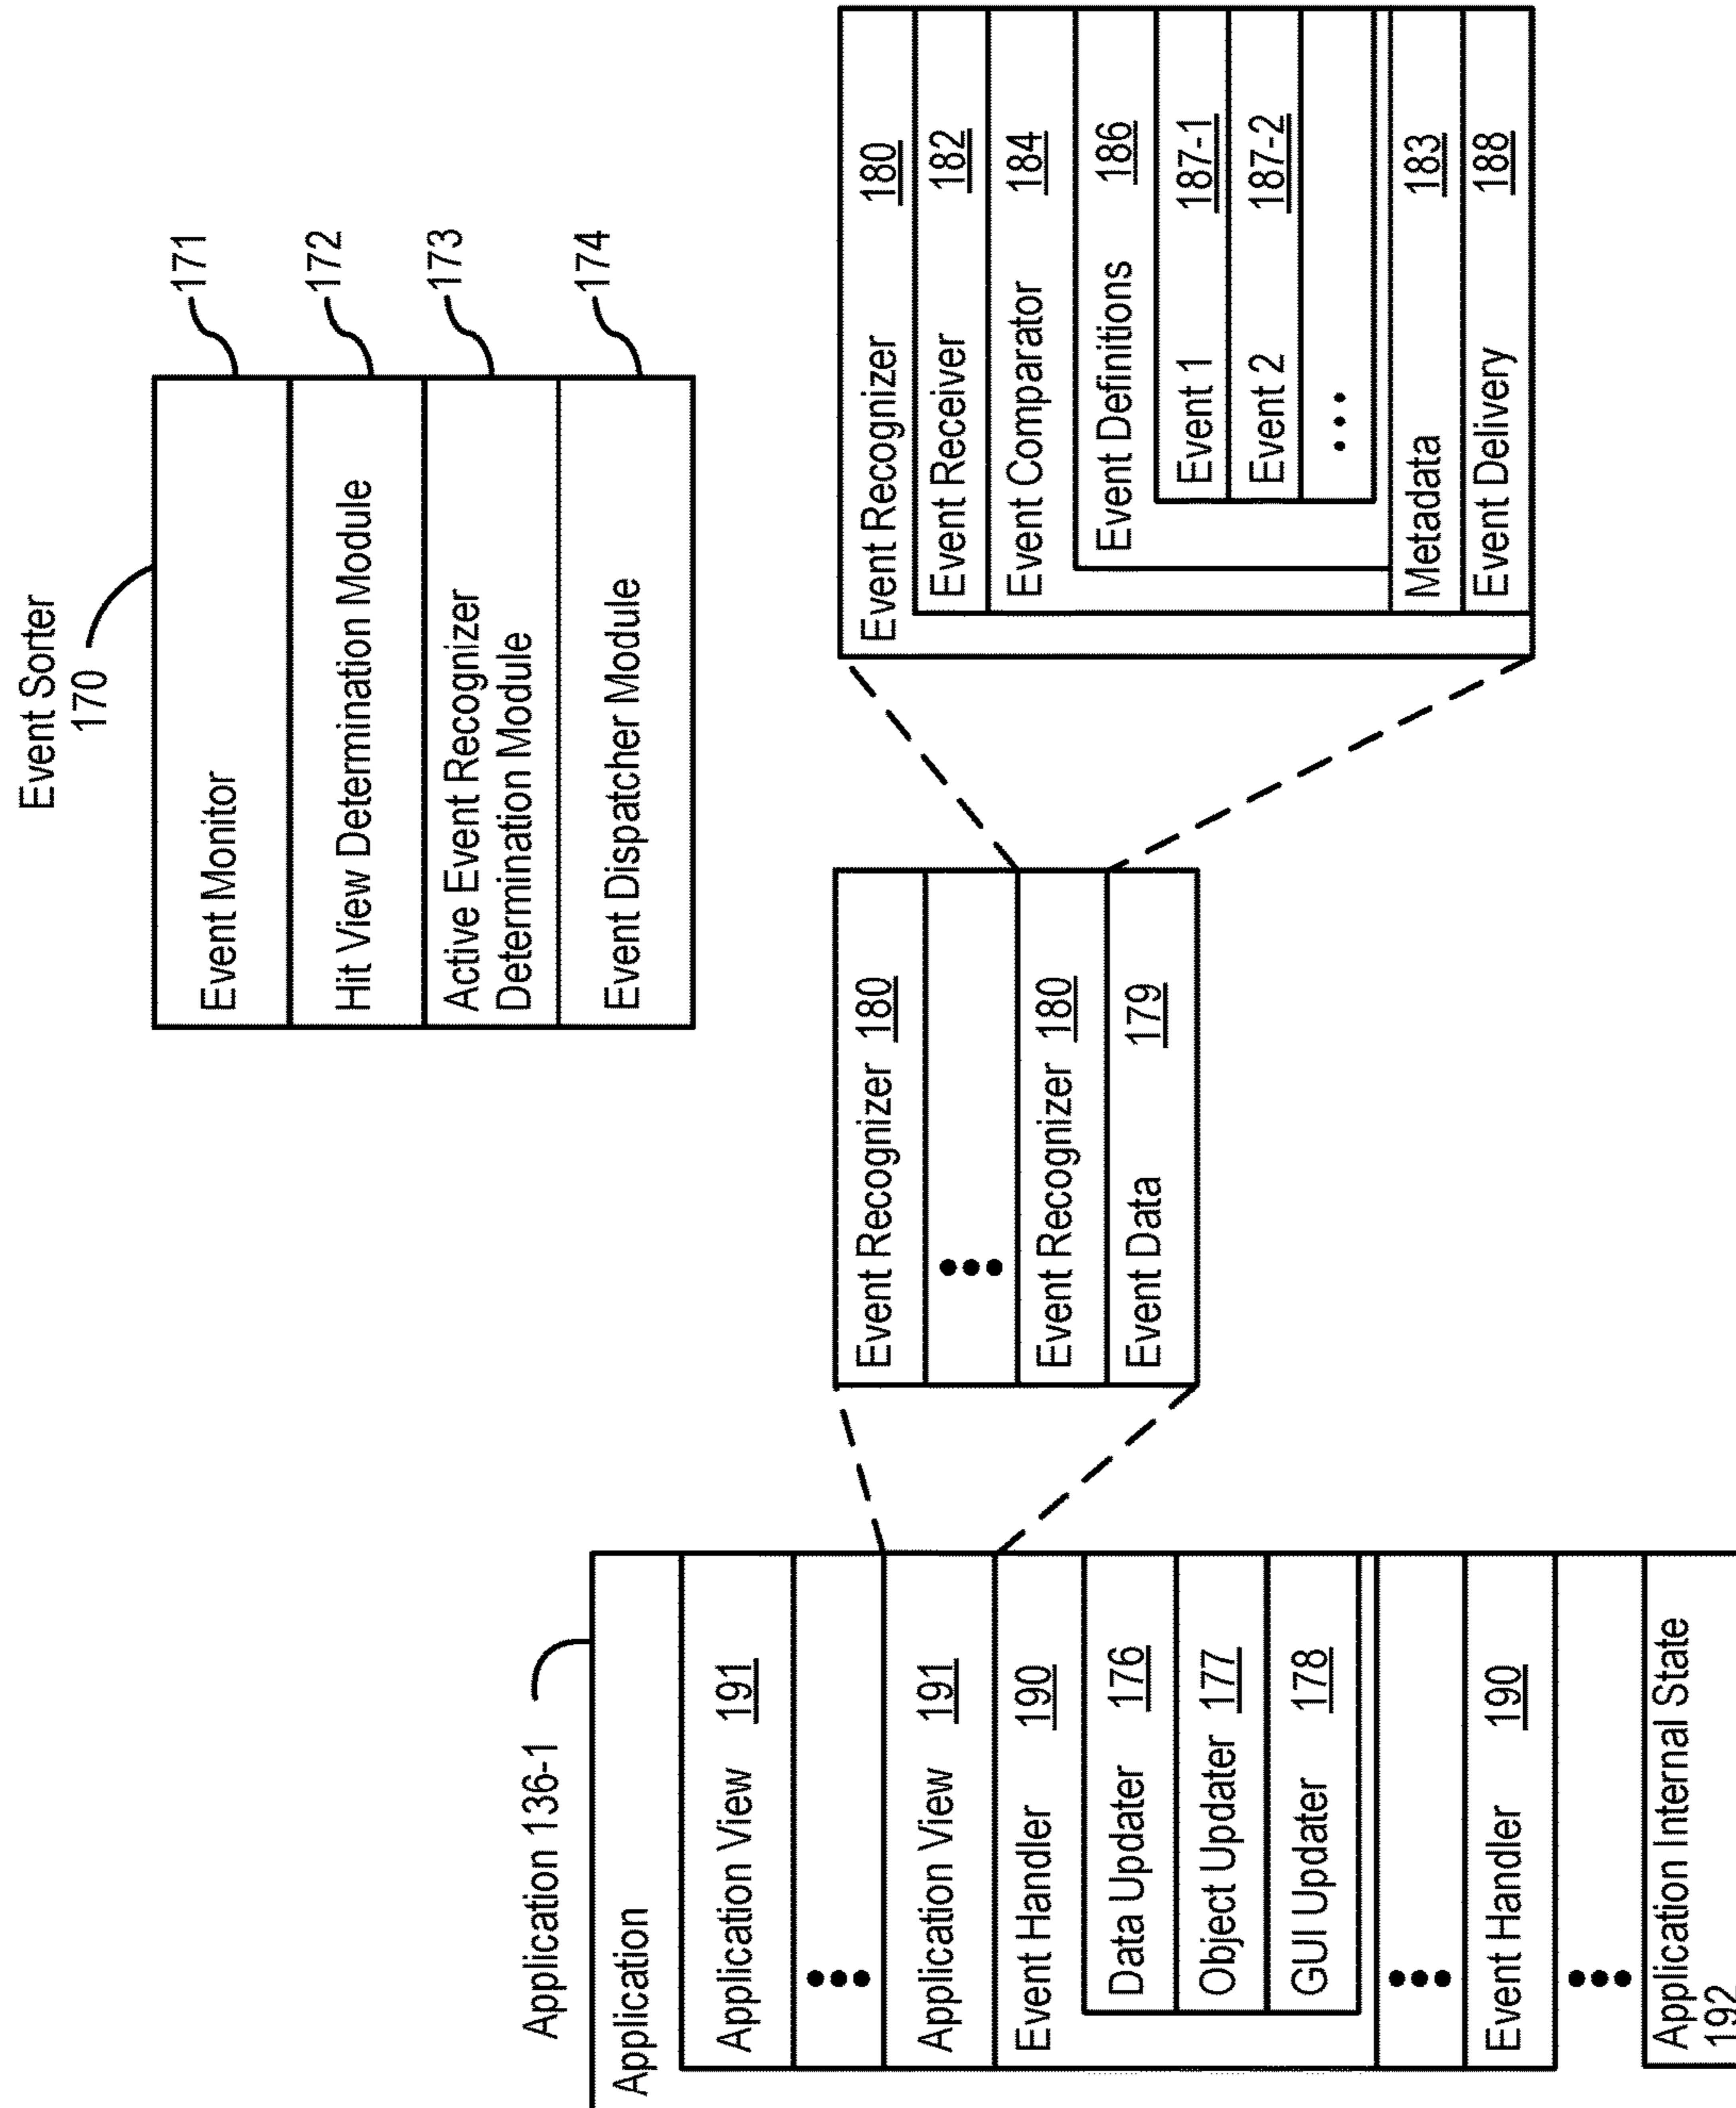 Event Sorter
170
Event Monitor
171
Hit View Determination Module
172
Active Event Recognizer
Determination Module
173
Event Dispatcher Module
174
Application 136-1
Application
Application View 191
•••
Application View 191
Event Handler 190
Data Updater 176
Object Updater 177
GUI Updater 178
•••
Event Handler 190
•••
Application Internal State
192
Event Recognizer 180
•••
Event Recognizer 180
Event Data 179
Event Recognizer 180
Event Receiver 182
Event Comparator 184
Event Definitions 186
Event 1 187-1
Event 2 187-2
•••
Metadata 183
Event Delivery 188